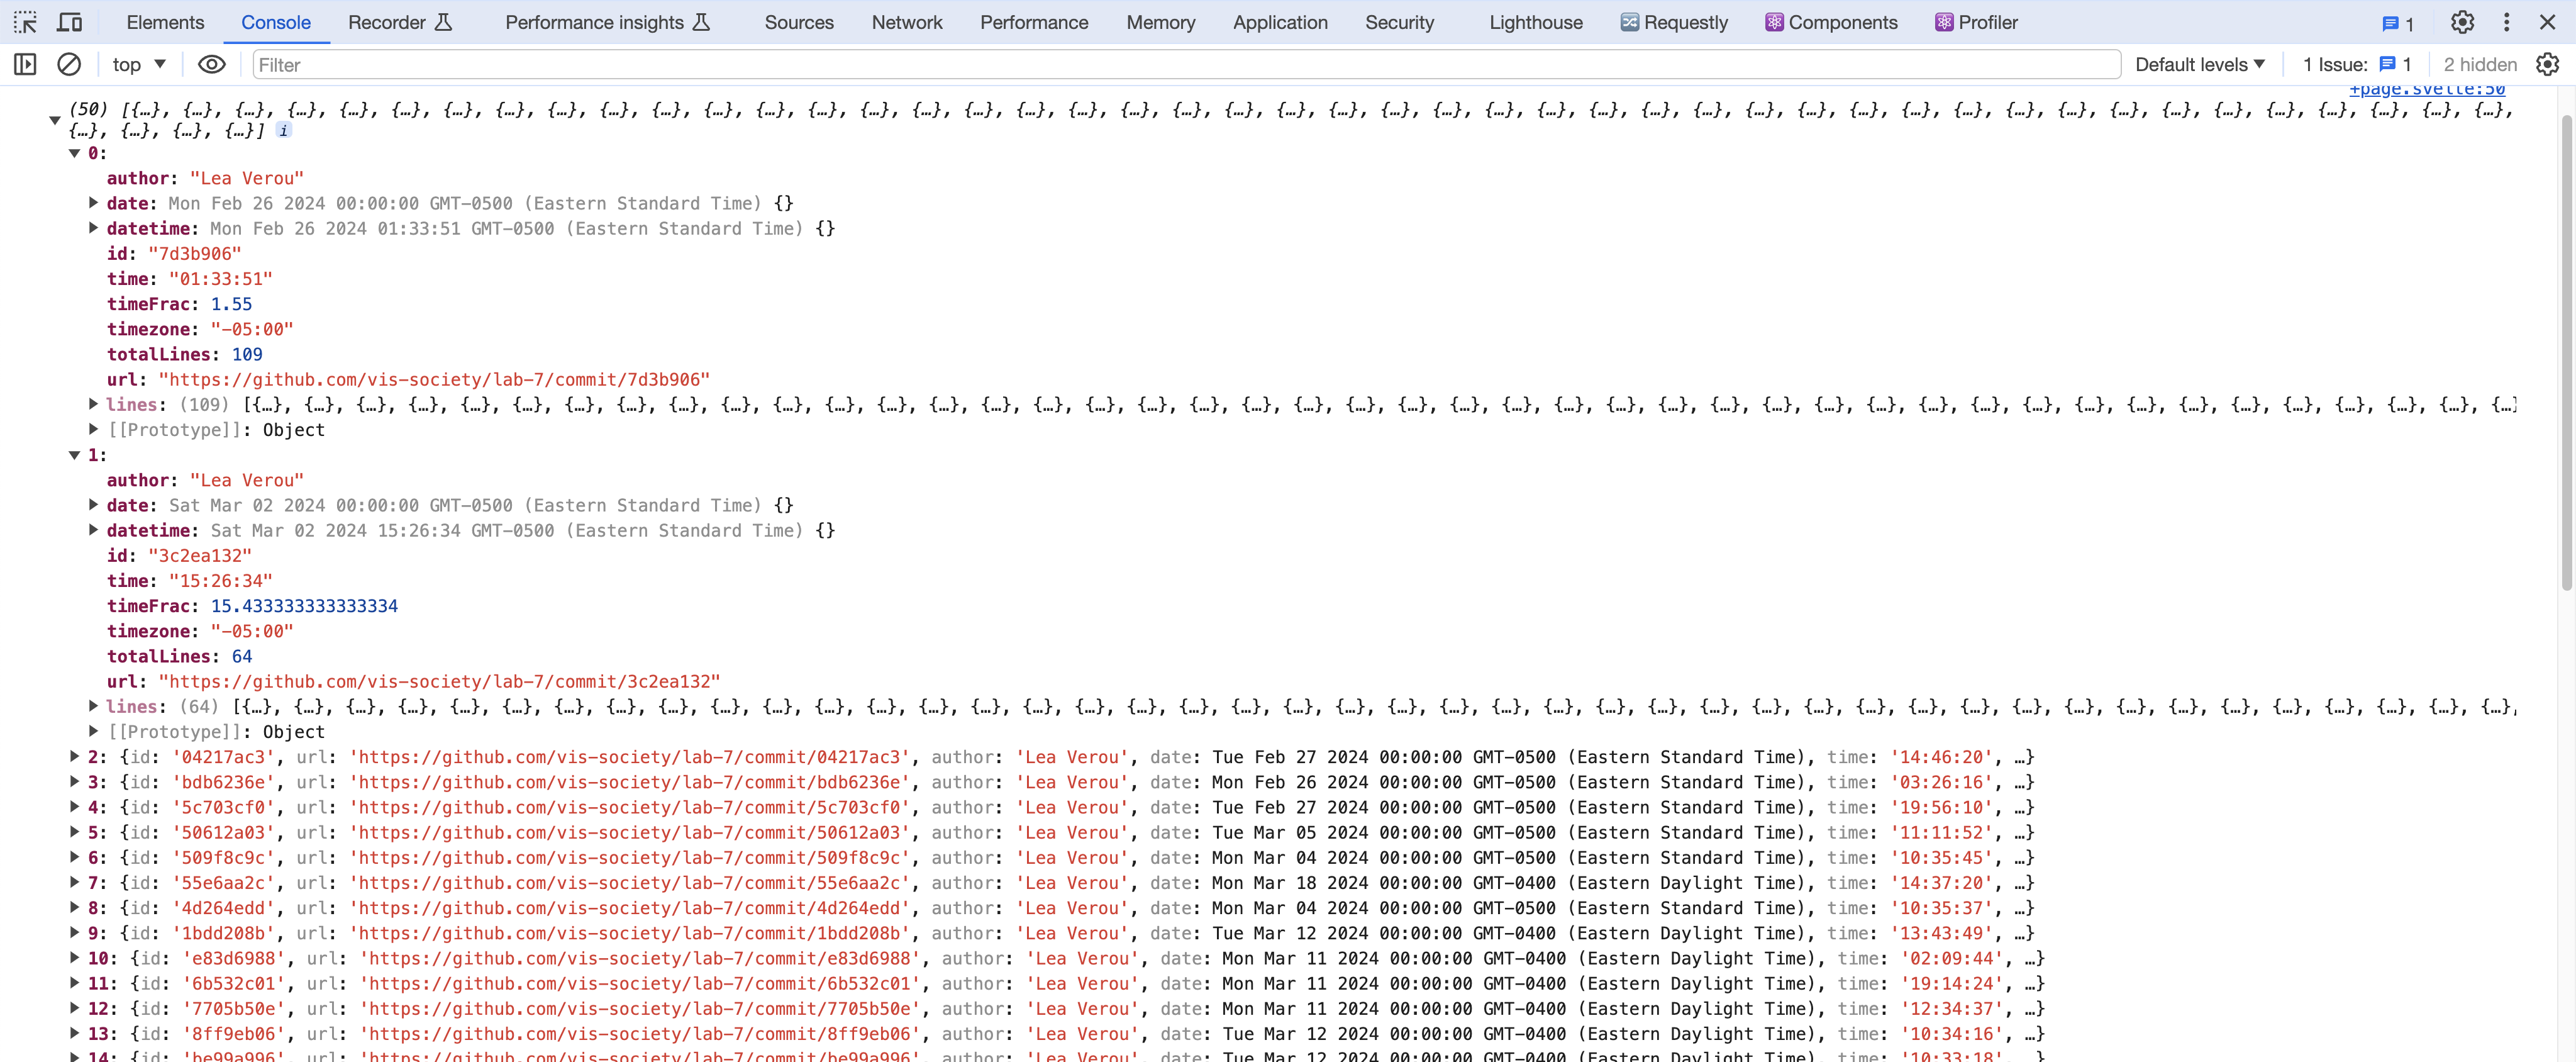 Elements Console Recorder Performance insights Sources Network Performance Memory Application Security Lighthouse Requestly Components Profiler 1
top Filter Default levels 1 Issue: 1 2 hidden
+page.svelte:50
(50) [{…}, {…}, {…}, {…}, {…}, {…}, {…}, {…}, {…}, {…}, {…}, {…}, {…}, {…}, {…}, {…}, {…}, {…}, {…}, {…}, {…}, {…}, {…}, {…}, {…}, {…}, {…}, {…}, {…}, {…}, {…}, {…}, {…}, {…}, {…}, {…}, {…}, {…}, {…}, {…}, {…}, {…}, {…}, {…}, {…}, {…},
{…}, {…}, {…}, {…}] i
0:
author: "Lea Verou"
date: Mon Feb 26 2024 00:00:00 GMT-0500 (Eastern Standard Time) {}
datetime: Mon Feb 26 2024 01:33:51 GMT-0500 (Eastern Standard Time) {}
id: "7d3b906"
time: "01:33:51"
timeFrac: 1.55
timezone: "-05:00"
totalLines: 109
url: "https://github.com/vis-society/lab-7/commit/7d3b906"
lines: (109) [{…}, {…}, {…}, {…}, {…}, {…}, {…}, {…}, {…}, {…}, {…}, {…}, {…}, {…}, {…}, {…}, {…}, {…}, {…}, {…}, {…}, {…}, {…}, {…}, {…}, {…}, {…}, {…}, {…}, {…}, {…}, {…}, {…}, {…}, {…}, {…}, {…}, {…}, {…}, {…}, {…}, {…}, {…}, {…}
[[Prototype]]: Object
1:
author: "Lea Verou"
date: Sat Mar 02 2024 00:00:00 GMT-0500 (Eastern Standard Time) {}
datetime: Sat Mar 02 2024 15:26:34 GMT-0500 (Eastern Standard Time) {}
id: "3c2ea132"
time: "15:26:34"
timeFrac: 15.433333333333334
timezone: "-05:00"
totalLines: 64
url: "https://github.com/vis-society/lab-7/commit/3c2ea132"
lines: (64) [{…}, {…}, {…}, {…}, {…}, {…}, {…}, {…}, {…}, {…}, {…}, {…}, {…}, {…}, {…}, {…}, {…}, {…}, {…}, {…}, {…}, {…}, {…}, {…}, {…}, {…}, {…}, {…}, {…}, {…}, {…}, {…}, {…}, {…}, {…}, {…}, {…}, {…}, {…}, {…}, {…}, {…}, {…}, {…},
[[Prototype]]: Object
2: {id: '04217ac3', url: 'https://github.com/vis-society/lab-7/commit/04217ac3', author: 'Lea Verou', date: Tue Feb 27 2024 00:00:00 GMT-0500 (Eastern Standard Time), time: '14:46:20', …}
3: {id: 'bdb6236e', url: 'https://github.com/vis-society/lab-7/commit/bdb6236e', author: 'Lea Verou', date: Mon Feb 26 2024 00:00:00 GMT-0500 (Eastern Standard Time), time: '03:26:16', …}
4: {id: '5c703cf0', url: 'https://github.com/vis-society/lab-7/commit/5c703cf0', author: 'Lea Verou', date: Tue Feb 27 2024 00:00:00 GMT-0500 (Eastern Standard Time), time: '19:56:10', …}
5: {id: '50612a03', url: 'https://github.com/vis-society/lab-7/commit/50612a03', author: 'Lea Verou', date: Tue Mar 05 2024 00:00:00 GMT-0500 (Eastern Standard Time), time: '11:11:52', …}
6: {id: '509f8c9c', url: 'https://github.com/vis-society/lab-7/commit/509f8c9c', author: 'Lea Verou', date: Mon Mar 04 2024 00:00:00 GMT-0500 (Eastern Standard Time), time: '10:35:45', …}
7: {id: '55e6aa2c', url: 'https://github.com/vis-society/lab-7/commit/55e6aa2c', author: 'Lea Verou', date: Mon Mar 18 2024 00:00:00 GMT-0400 (Eastern Daylight Time), time: '14:37:20', …}
8: {id: '4d264edd', url: 'https://github.com/vis-society/lab-7/commit/4d264edd', author: 'Lea Verou', date: Mon Mar 04 2024 00:00:00 GMT-0500 (Eastern Standard Time), time: '10:35:37', …}
9: {id: '1bdd208b', url: 'https://github.com/vis-society/lab-7/commit/1bdd208b', author: 'Lea Verou', date: Tue Mar 12 2024 00:00:00 GMT-0400 (Eastern Daylight Time), time: '13:43:49', …}
10: {id: 'e83d6988', url: 'https://github.com/vis-society/lab-7/commit/e83d6988', author: 'Lea Verou', date: Mon Mar 11 2024 00:00:00 GMT-0400 (Eastern Daylight Time), time: '02:09:44', …}
11: {id: '6b532c01', url: 'https://github.com/vis-society/lab-7/commit/6b532c01', author: 'Lea Verou', date: Mon Mar 11 2024 00:00:00 GMT-0400 (Eastern Daylight Time), time: '19:14:24', …}
12: {id: '7705b50e', url: 'https://github.com/vis-society/lab-7/commit/7705b50e', author: 'Lea Verou', date: Mon Mar 11 2024 00:00:00 GMT-0400 (Eastern Daylight Time), time: '12:34:37', …}
13: {id: '8ff9eb06', url: 'https://github.com/vis-society/lab-7/commit/8ff9eb06', author: 'Lea Verou', date: Tue Mar 12 2024 00:00:00 GMT-0400 (Eastern Daylight Time), time: '10:34:16', …}
14: {id: 'be99a996', url: 'https://github.com/vis-society/lab-7/commit/be99a996', author: 'Lea Verou', date: Tue Mar 12 2024 00:00:00 GMT-0400 (Eastern Daylight Time), time: '10:33:18', …}